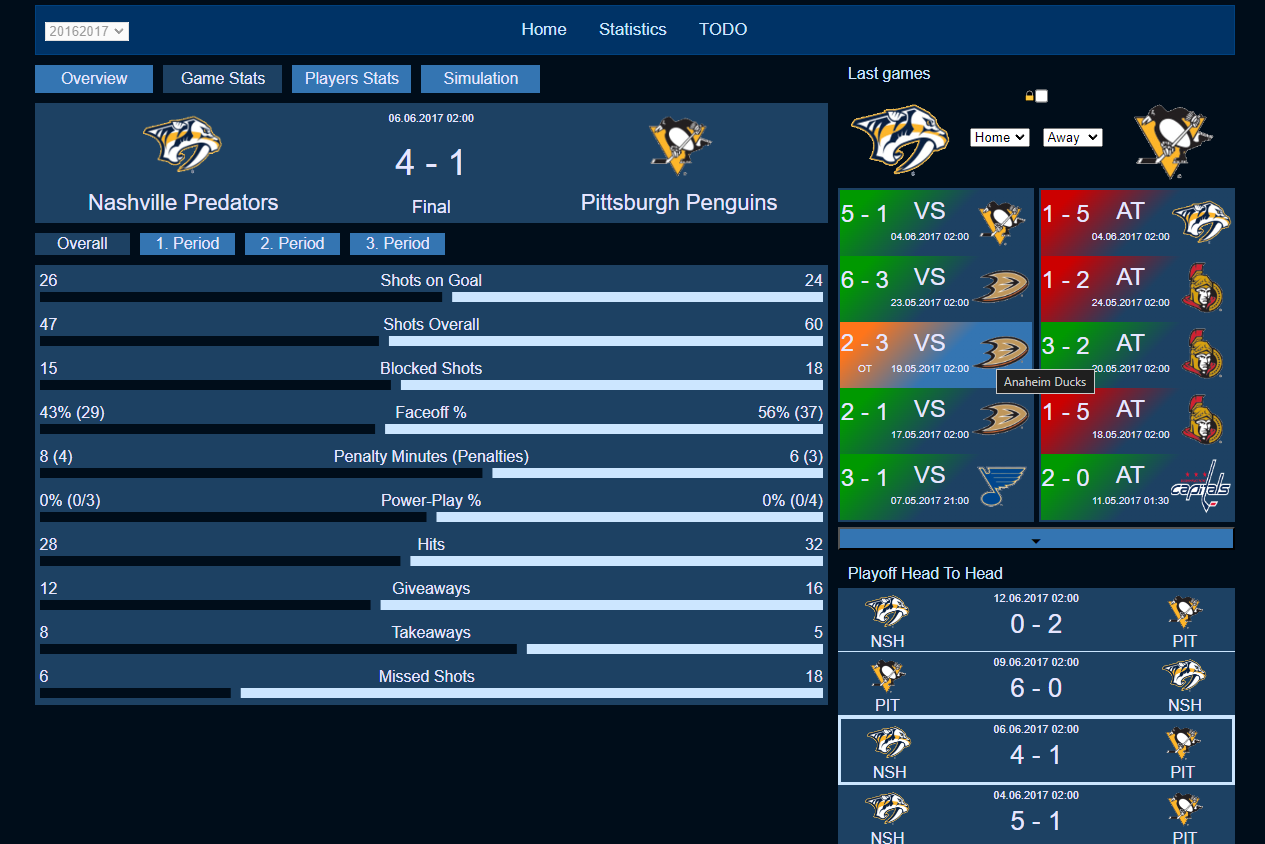 20162017
Home Statistics TODO
Overview Game Stats Players Stats Simulation
06.06.2017 02:00
4 - 1
Nashville Predators Final Pittsburgh Penguins
Overall 1. Period 2. Period 3. Period
26 Shots on Goal 24
47 Shots Overall 60
15 Blocked Shots 18
43% (29) Faceoff % 56% (37)
8 (4) Penalty Minutes (Penalties) 6 (3)
0% (0/3) Power-Play % 0% (0/4)
28 Hits 32
12 Giveaways 16
8 Takeaways 5
6 Missed Shots 18
Last games
Home Away
5 - 1 VS
04.06.2017 02:00
1 - 5 AT
04.06.2017 02:00
6 - 3 VS
23.05.2017 02:00
1 - 2 AT
24.05.2017 02:00
2 - 3 VS
OT 19.05.2017 02:00
3 - 2 AT
20.05.2017 02:00
Anaheim Ducks
2 - 1 VS
17.05.2017 02:00
1 - 5 AT
18.05.2017 02:00
3 - 1 VS
07.05.2017 21:00
2 - 0 AT
11.05.2017 01:30
capitals
Playoff Head To Head
12.06.2017 02:00
0 - 2
NSH PIT
09.06.2017 02:00
6 - 0
PIT NSH
06.06.2017 02:00
4 - 1
NSH PIT
04.06.2017 02:00
5 - 1
NSH PIT